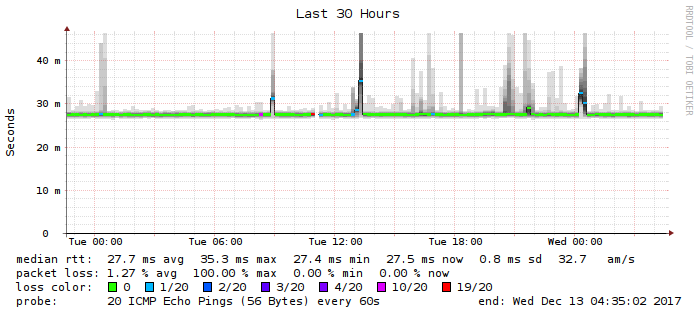 Last 30 Hours
RRDTOOL / TOBI OETIKER
Seconds
40 m
30 m
20 m
10 m
0
Tue 00:00 Tue 06:00 Tue 12:00 Tue 18:00 Wed 00:00
median rtt: 27.7 ms avg 35.3 ms max 27.4 ms min 27.5 ms now 0.8 ms sd 32.7 am/s
packet loss: 1.27 % avg 100.00 % max 0.00 % min 0.00 % now
loss color: 0 1/20 2/20 3/20 4/20 10/20 19/20
probe: 20 ICMP Echo Pings (56 Bytes) every 60s end: Wed Dec 13 04:35:02 2017